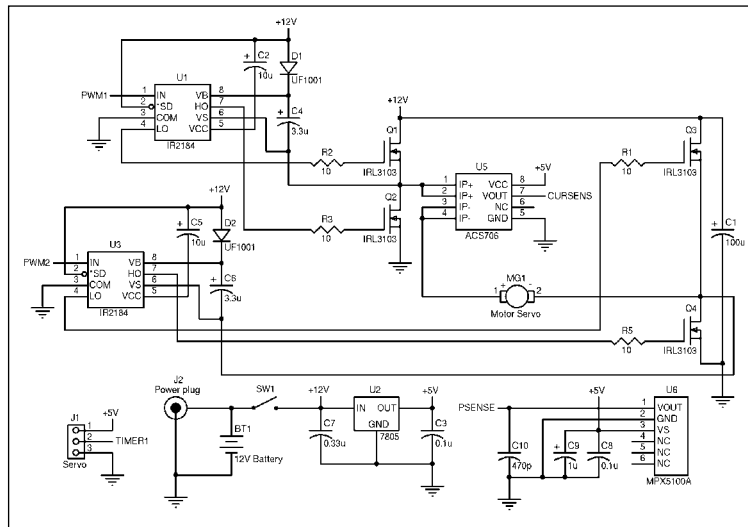 +12V
C2
10u
D1
UF1001
U1
PWM1
1 IN VB 8
2 *SD HO 7
3 COM VS 6
4 LO VCC 5
IR2184
C4
3.3u
+12V
Q1
Q3
R2
10
IRL3103
R1
10
IRL3103
U5
+5V
1 IP+ VCC 8
2 IP+ VOUT 7
CURSENS
3 IP- NC 6
4 IP- GND 5
ACS706
Q2
R3
10
IRL3103
C1
100u
+12V
C5
10u
D2
UF1001
U3
PWM2
1 IN VB 8
2 *SD HO 7
3 COM VS 6
4 LO VCC 5
IR2184
C6
3.3u
MG1
1 + - 2
Motor Servo
Q4
R5
10
IRL3103
J2
Power plug
SW1
+12V
U2
+5V
IN OUT
GND
7805
J1
+5V
1
2 TIMER1
3
Servo
BT1
12V Battery
C7
0.33u
C3
0.1u
PSENSE
+5V
U6
1 VOUT
2 GND
3 VS
4 NC
5 NC
6 NC
MPX5100A
C10
470p
C9
1u
C8
0.1u